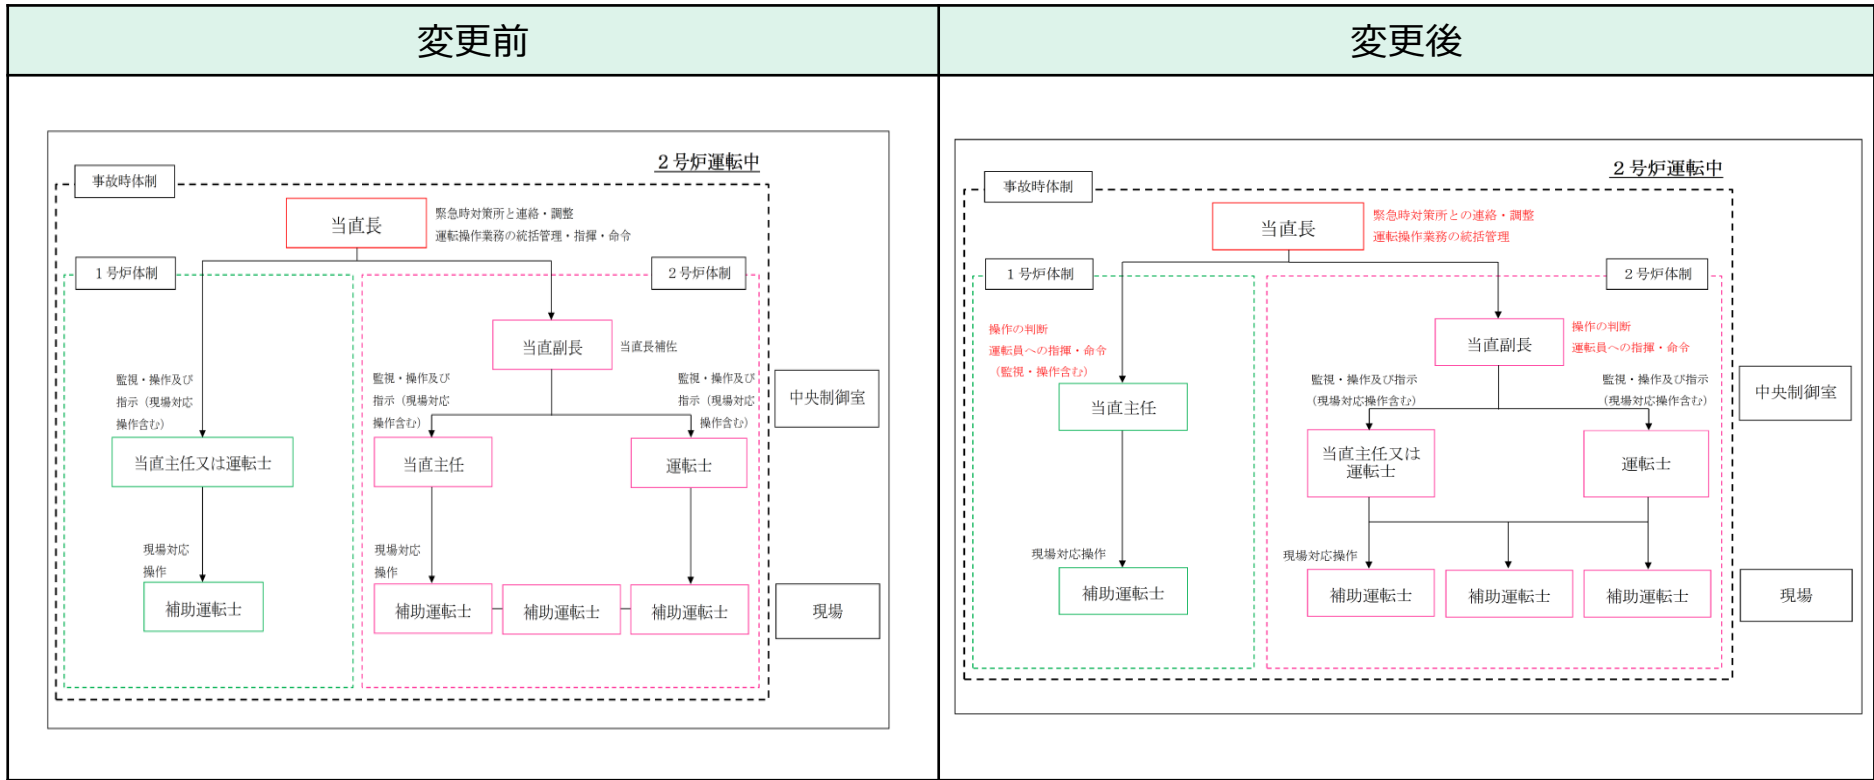 変更前
変更後
2号炉運転中
事故時体制
当直長
緊急時対策所と連絡・調整
運転操作業務の統括管理・指揮・命令
1号炉体制
2号炉体制
当直副長
当直長補佐
監視・操作及び
指示（現場対応
操作含む）
監視・操作及び
指示（現場対応
操作含む）
監視・操作及び
指示（現場対応
操作含む）
中央制御室
当直主任又は運転士
当直主任
運転士
現場対応
操作
現場対応
操作
補助運転士
補助運転士
補助運転士
補助運転士
現場
2号炉運転中
事故時体制
当直長
緊急時対策所との連絡・調整
運転操作業務の統括管理
1号炉体制
2号炉体制
操作の判断
運転員への指揮・命令
（監視・操作含む）
当直副長
操作の判断
運転員への指揮・命令
監視・操作及び指示
（現場対応操作含む）
監視・操作及び指示
（現場対応操作含む）
中央制御室
当直主任
当直主任又は
運転士
運転士
現場対応操作
現場対応操作
補助運転士
補助運転士
補助運転士
補助運転士
現場